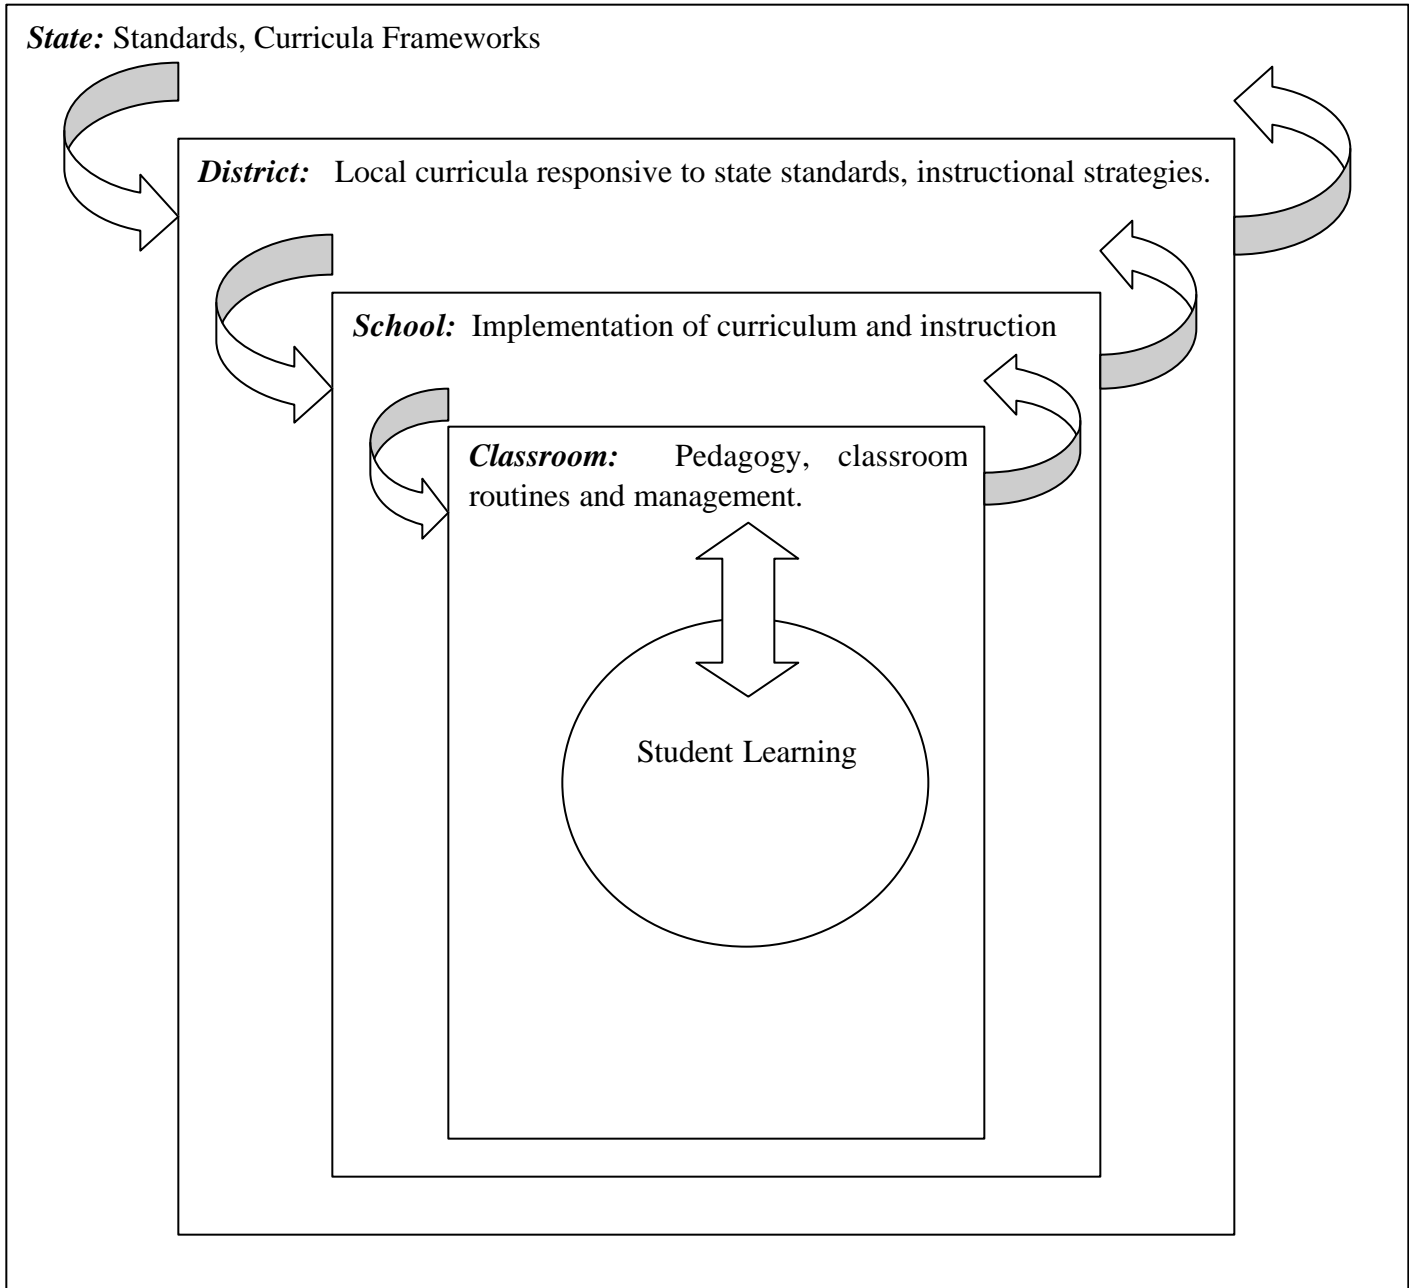 State: Standards, Curricula Frameworks
District: Local curricula responsive to state standards, instructional strategies.
School: Implementation of curriculum and instruction
Classroom: Pedagogy, classroom
routines and management.
Student Learning